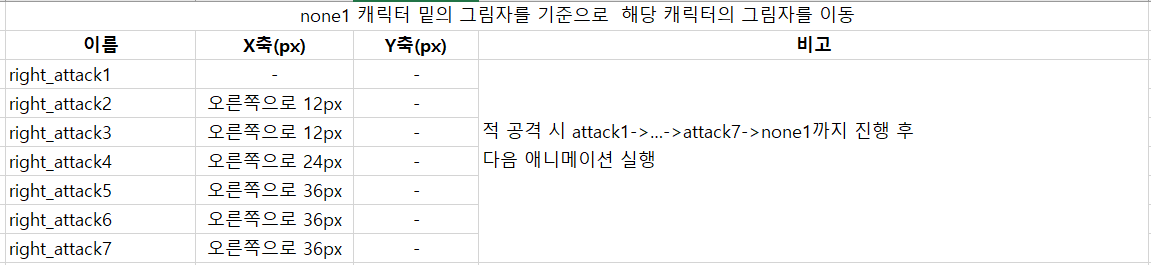 none1 캐릭터 밑의 그림자를 기준으로  해당 캐릭터의 그림자를 이동
이름 X축(px) Y축(px) 비고
right_attack1 - -
right_attack2 오른쪽으로 12px -
right_attack3 오른쪽으로 12px -
right_attack4 오른쪽으로 24px -
right_attack5 오른쪽으로 36px -
right_attack6 오른쪽으로 36px -
right_attack7 오른쪽으로 36px -
적 공격 시 attack1->...->attack7->none1까지 진행 후
다음 애니메이션 실행